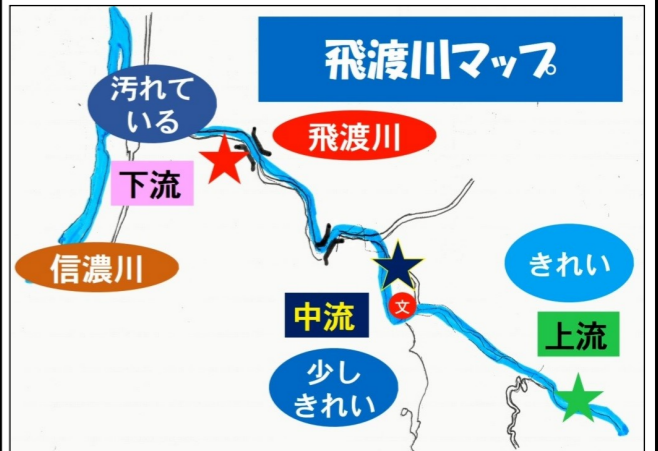 飛渡川マップ
汚れて
いる
飛渡川
下流
信濃川
きれい
中流
文
上流
少し
きれい